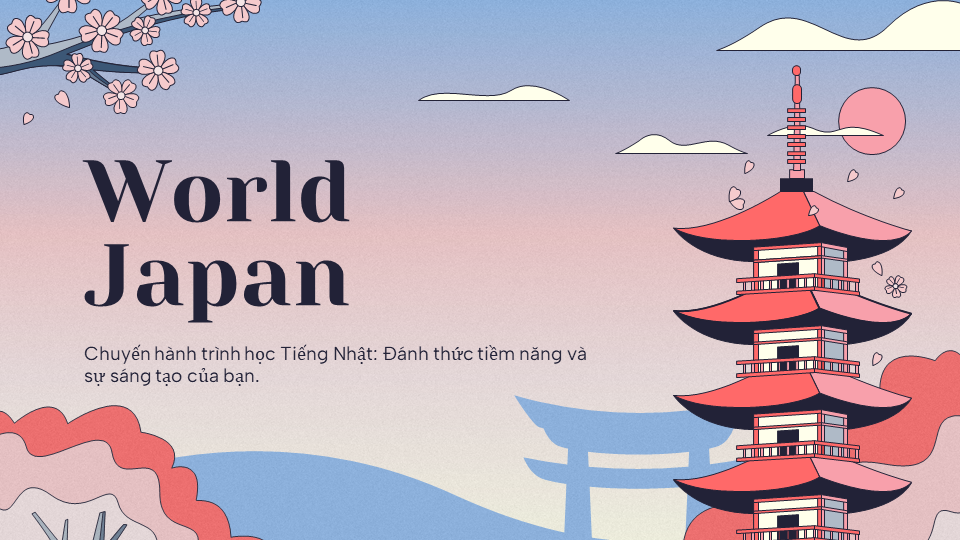 World
Japan
Chuyến hành trình học Tiếng Nhật: Đánh thức tiềm năng và
sự sáng tạo của bạn.